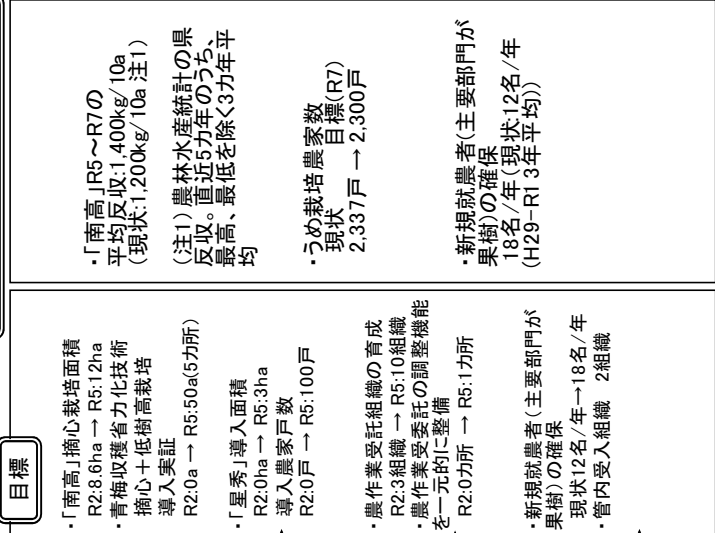 目標
・「南高」摘心栽培面積
R2:8.6ha → R5:12ha
・青梅収穫省力化技術
摘心＋低樹高栽培
導入実証
R2:0a → R5:50a(5カ所)
・「星秀」導入面積
R2:0ha → R5:3ha
導入農家戸数
R2:0戸 → R5:100戸
・農作業受託組織の育成
R2:3組織 → R5:10組織
・農作業受委託の調整機能
を一元的に整備
R2:0カ所 → R5:1カ所
・新規就農者(主要部門が
果樹)の確保
現状12名/年→18名/年
・管内受入組織 2組織
・「南高」R5～R7の
平均反収:1,400kg/10a
(現状:1,200kg/10a 注1)
(注1)農林水産統計の県
反収。直近5カ年のうち、
最高、最低を除く3カ年平
均
・うめ栽培農家数
現状 目標(R7)
2,337戸 → 2,300戸
・新規就農者(主要部門が
果樹)の確保
18名/年(現状:12名/年
(H29-R1 3年平均))